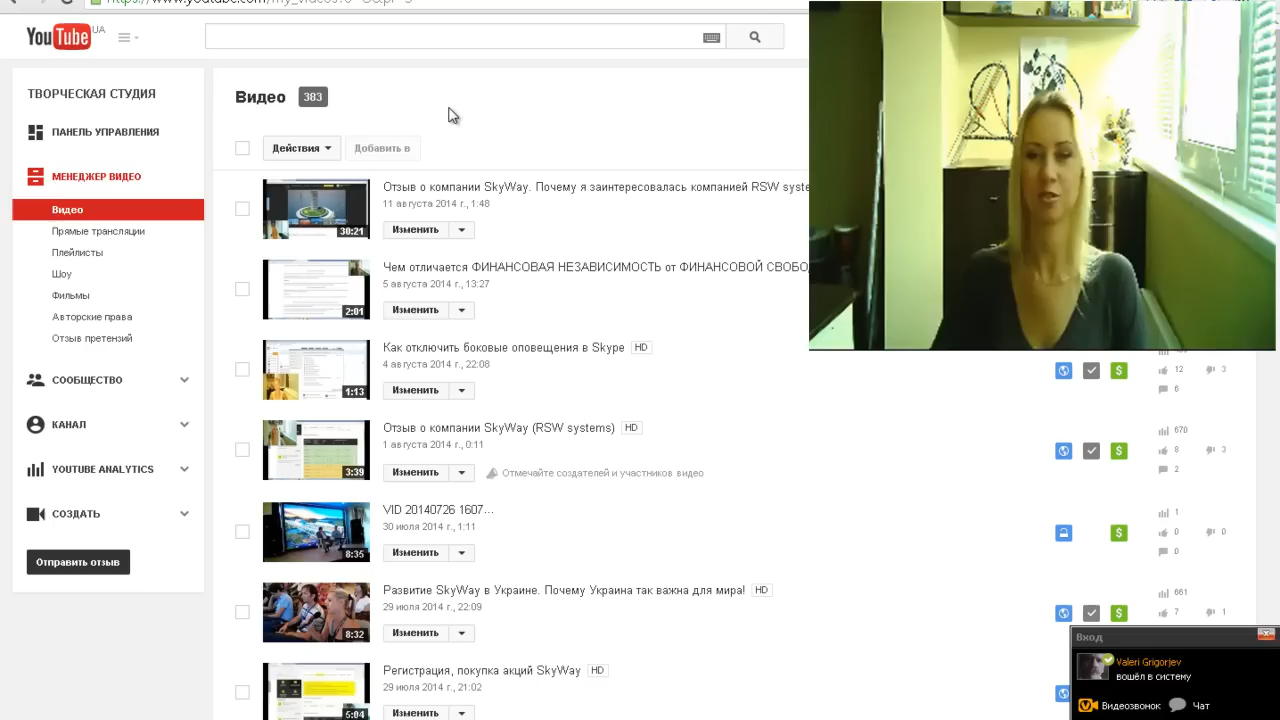 YouTube UA
ТВОРЧЕСКАЯ СТУДИЯ
ПАНЕЛЬ УПРАВЛЕНИЯ
МЕНЕДЖЕР ВИДЕО
Видео
Прямые трансляции
Плейлисты
Шоу
Фильмы
Авторские права
Отзыв претензий
СООБЩЕСТВО
КАНАЛ
YOUTUBE ANALYTICS
СОЗДАТЬ
Отправить отзыв
Видео 383
Действия Добавить в
Отзыв о компании SkyWay. Почему я заинтересовалась компанией RSW syste
11 августа 2014 г., 1:48
30:21
Изменить
Чем отличается ФИНАНСОВАЯ НЕЗАВИСИМОСТЬ от ФИНАНСОВОЙ СВОБОД
5 августа 2014 г., 13:27
2:01
Изменить
Как отключить боковые оповещения в Skype HD
4 августа 2014 г., 22:08
1:13
Изменить
12 3
6
Отзыв о компании SkyWay (RSW systems) HD
1 августа 2014 г., 0:11
3:39
Изменить Отмечайте создателей и участников видео
670
8 3
2
VID 20140726 1607...
30 июля 2014 г., 1:11
8:35
Изменить
1
0 0
0
Развитие SkyWay в Украине. Почему Украина так важна для мира! HD
29 июля 2014 г., 22:09
8:32
Изменить
661
7 1
Регистрация, покупка акций SkyWay HD
29 июля 2014 г., 21:02
5:04
Изменить
Вход
Valeri Grigorjev
вошёл в систему
Видеозвонок Чат